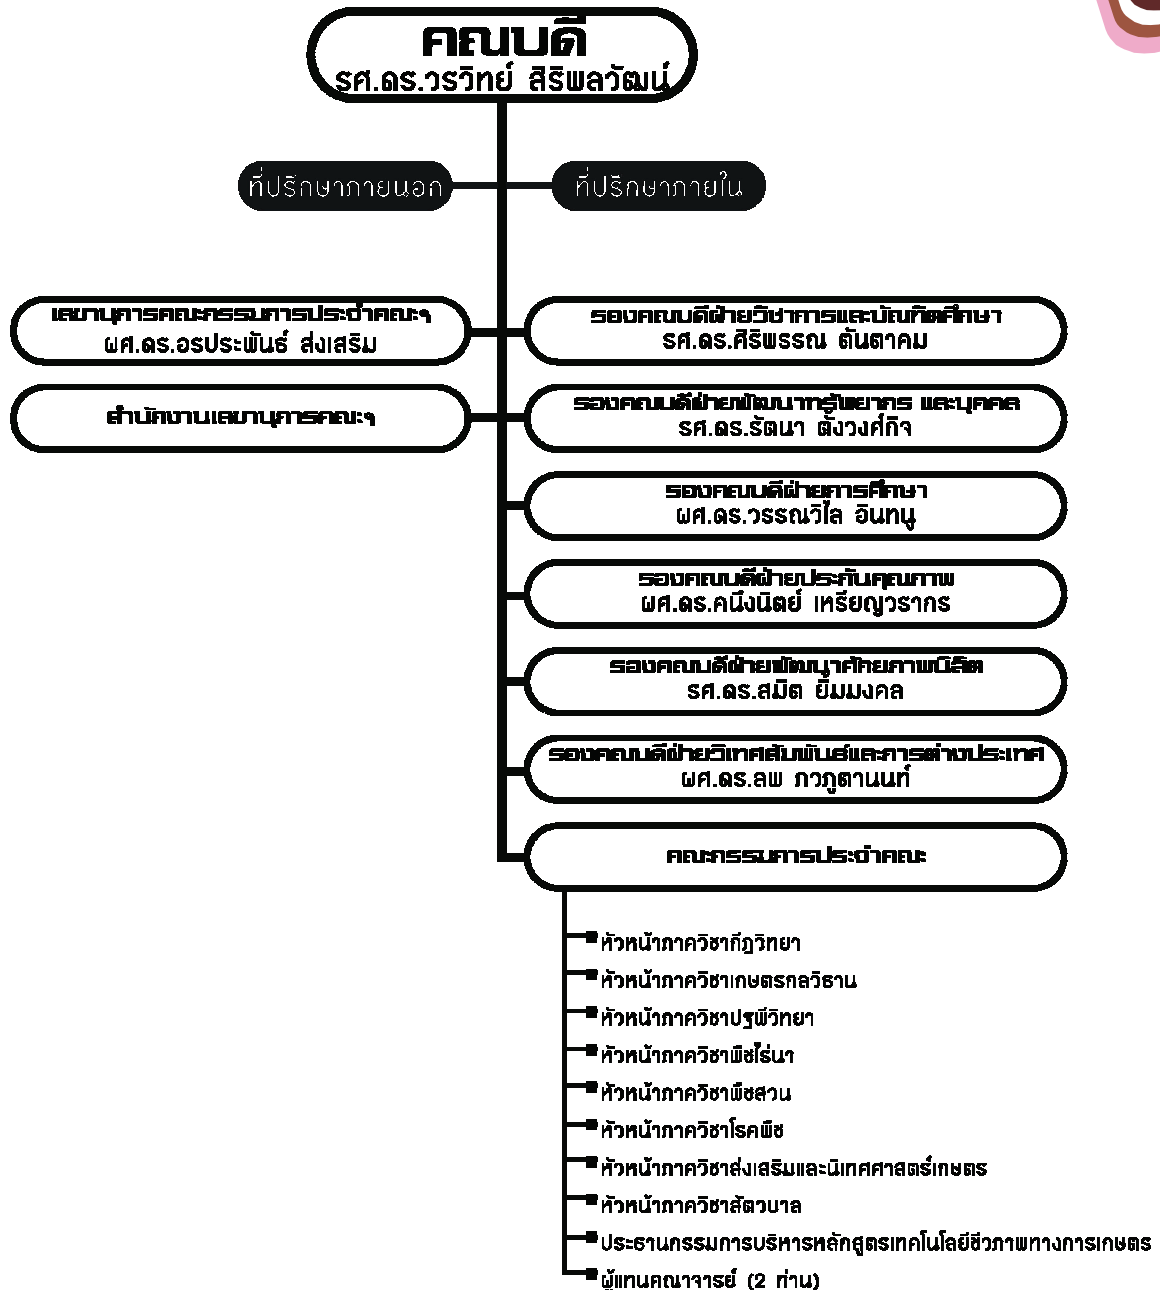 คณบดี
รศ.ดร.วรวิทย์ สิริพลวัฒน์
ที่ปรึกษาภายนอก
ที่ปรึกษาภายใน
เลขานุการคณะกรรมการประจำคณะฯ
ผศ.ดร.อรประพันธ์ ส่งเสริม
รองคณบดีฝ่ายวิชาการและบัณฑิตศึกษา
รศ.ดร.ศิริพรรณ ตันตาคม
สำนักงานเลขานุการคณะฯ
รองคณบดีฝ่ายพัฒนาทรัพยากร และบุคคล
รศ.ดร.รัตนา ตั้งวงศ์กิจ
รองคณบดีฝ่ายการศึกษา
ผศ.ดร.วรรณวิไล อินทนู
รองคณบดีฝ่ายประกันคุณภาพ
ผศ.ดร.คนึงนิตย์ เหรียญวรากร
รองคณบดีฝ่ายพัฒนาศักยภาพนิสิต
รศ.ดร.สมิต ยิ้มมงคล
รองคณบดีฝ่ายวิเทศสัมพันธ์และการต่างประเทศ
ผศ.ดร.ลพ ภวภูตานนท์
คณะกรรมการประจำคณะ
หัวหน้าภาควิชากีฏวิทยา
หัวหน้าภาควิชาเกษตรกลวิธาน
หัวหน้าภาควิชาปฐพีวิทยา
หัวหน้าภาควิชาพืชไร่นา
หัวหน้าภาควิชาพืชสวน
หัวหน้าภาควิชาโรคพืช
หัวหน้าภาควิชาส่งเสริมและนิเทศศาสตร์เกษตร
หัวหน้าภาควิชาสัตวบาล
ประธานกรรมการบริหารหลักสูตรเทคโนโลยีชีวภาพทางการเกษตร
ผู้แทนคณาจารย์ (2 ท่าน)